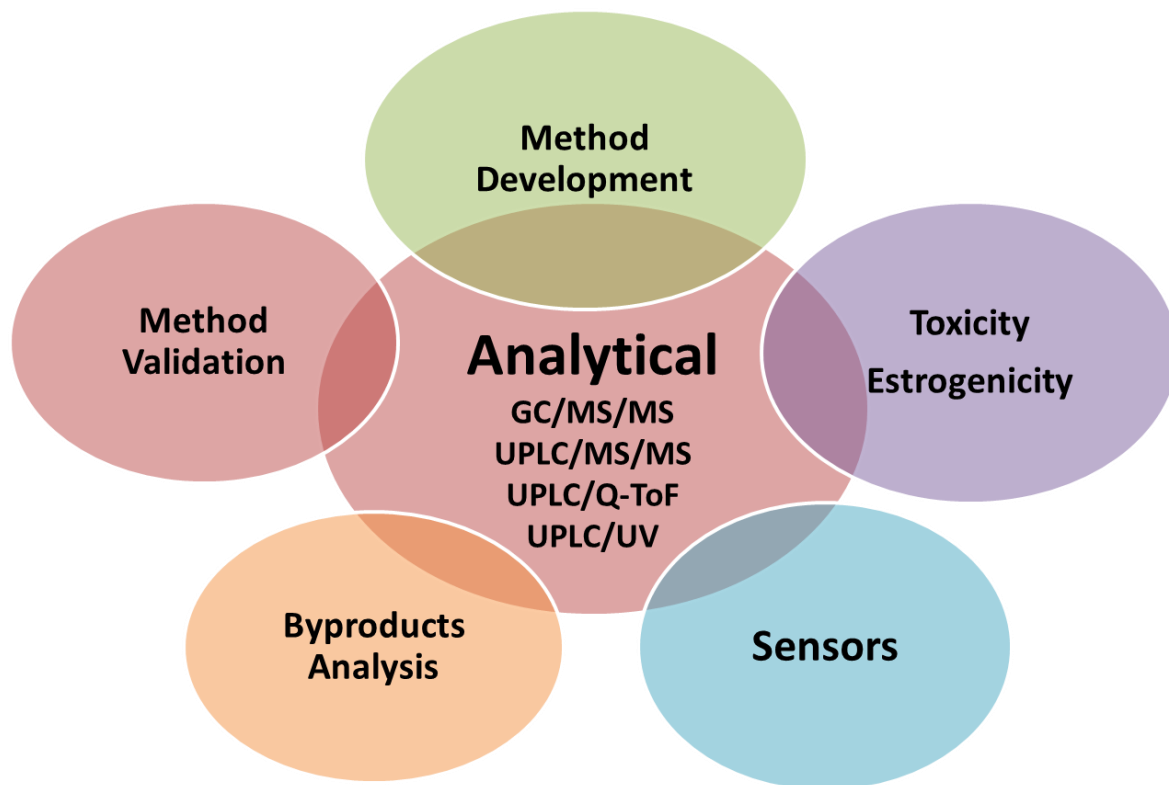 Method
Development
Method
Validation
Analytical
GC/MS/MS
UPLC/MS/MS
UPLC/Q-ToF
UPLC/UV
Toxicity
Estrogenicity
Byproducts
Analysis
Sensors